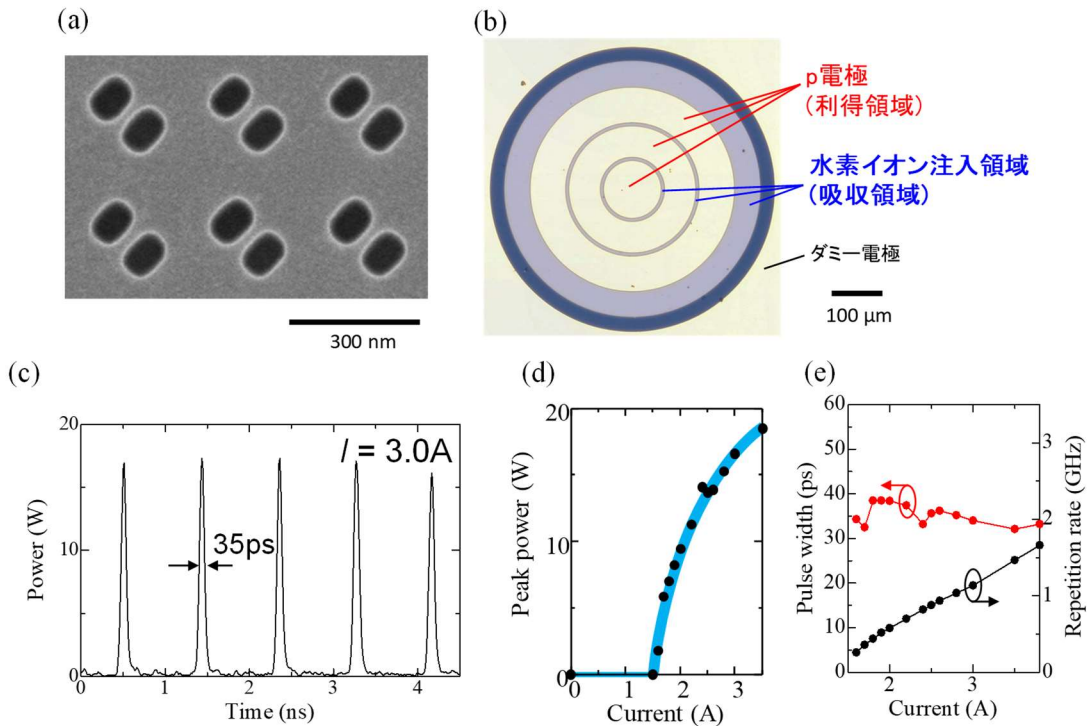 (a)
300 nm
(b)
p電極
(利得領域)
水素イオン注入領域
(吸収領域)
ダミー電極
100 μm
(c)
20
10
0
Power (W)
I = 3.0A
35ps
0 1 2 3 4
Time (ns)
(d)
20
10
0
Peak power (W)
0 1 2 3
Current (A)
(e)
60
50
40
30
20
10
0
Pulse width (ps)
3
2
1
0
Repetition rate (GHz)
2 3
Current (A)